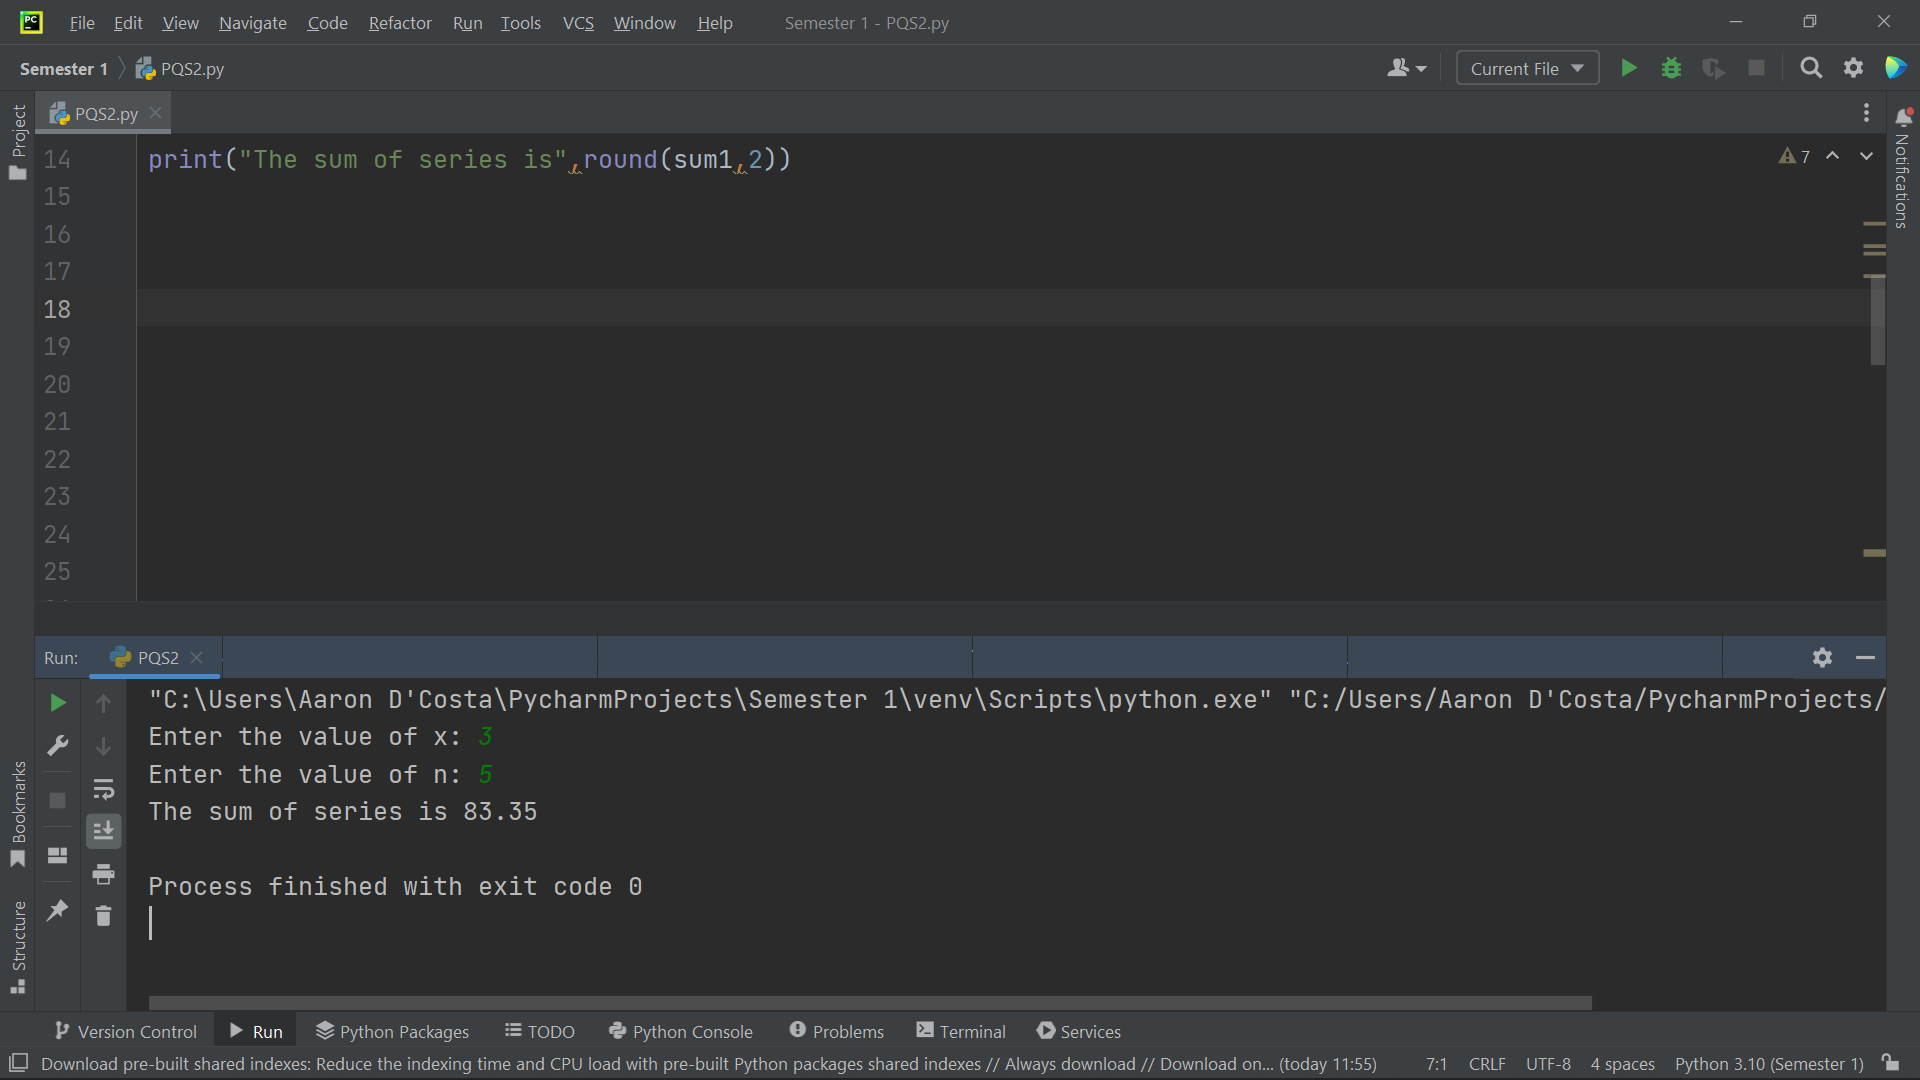 PC File Edit View Navigate Code Refactor Run Tools VCS Window Help Semester 1 - PQS2.py
Semester 1 PQS2.py Current File
PQS2.py
Project
Notifications
14 print("The sum of series is",round(sum1,2)) 7
15
16
17
18
19
20
21
22
23
24
25
Run: PQS2
"C:\Users\Aaron D'Costa\PycharmProjects\Semester 1\venv\Scripts\python.exe" "C:/Users/Aaron D'Costa/PycharmProjects/
Enter the value of x: 3
Enter the value of n: 5
The sum of series is 83.35
Process finished with exit code 0
Bookmarks
Structure
Version Control Run Python Packages TODO Python Console Problems Terminal Services
Download pre-built shared indexes: Reduce the indexing time and CPU load with pre-built Python packages shared indexes // Always download // Download on... (today 11:55) 7:1 CRLF UTF-8 4 spaces Python 3.10 (Semester 1)